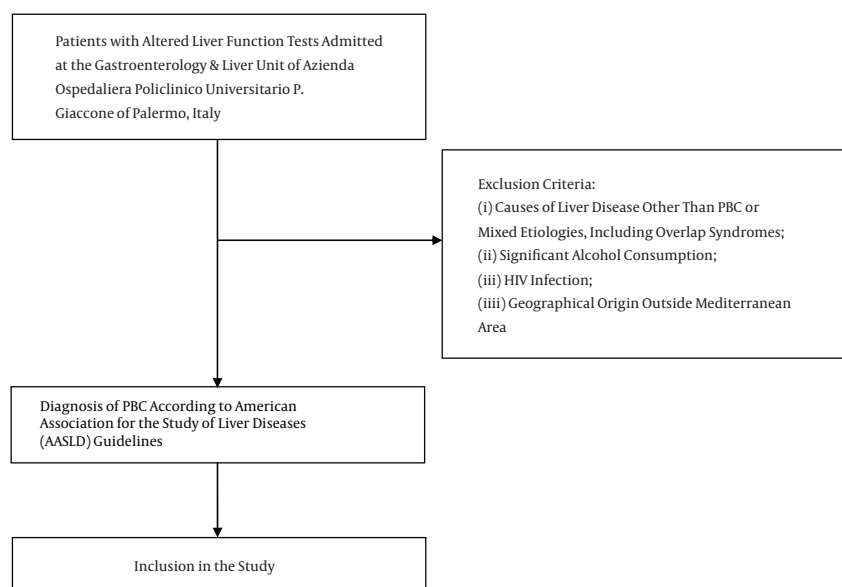 Patients with Altered Liver Function Tests Admitted
at the Gastroenterology & Liver Unit of Azienda
Ospedaliera Policlinico Universitario P.
Giaccone of Palermo, Italy
Exclusion Criteria:
(i) Causes of Liver Disease Other Than PBC or
Mixed Etiologies, Including Overlap Syndromes;
(ii) Significant Alcohol Consumption;
(iii) HIV Infection;
(iiii) Geographical Origin Outside Mediterranean
Area
Diagnosis of PBC According to American
Association for the Study of Liver Diseases
(AASLD) Guidelines
Inclusion in the Study